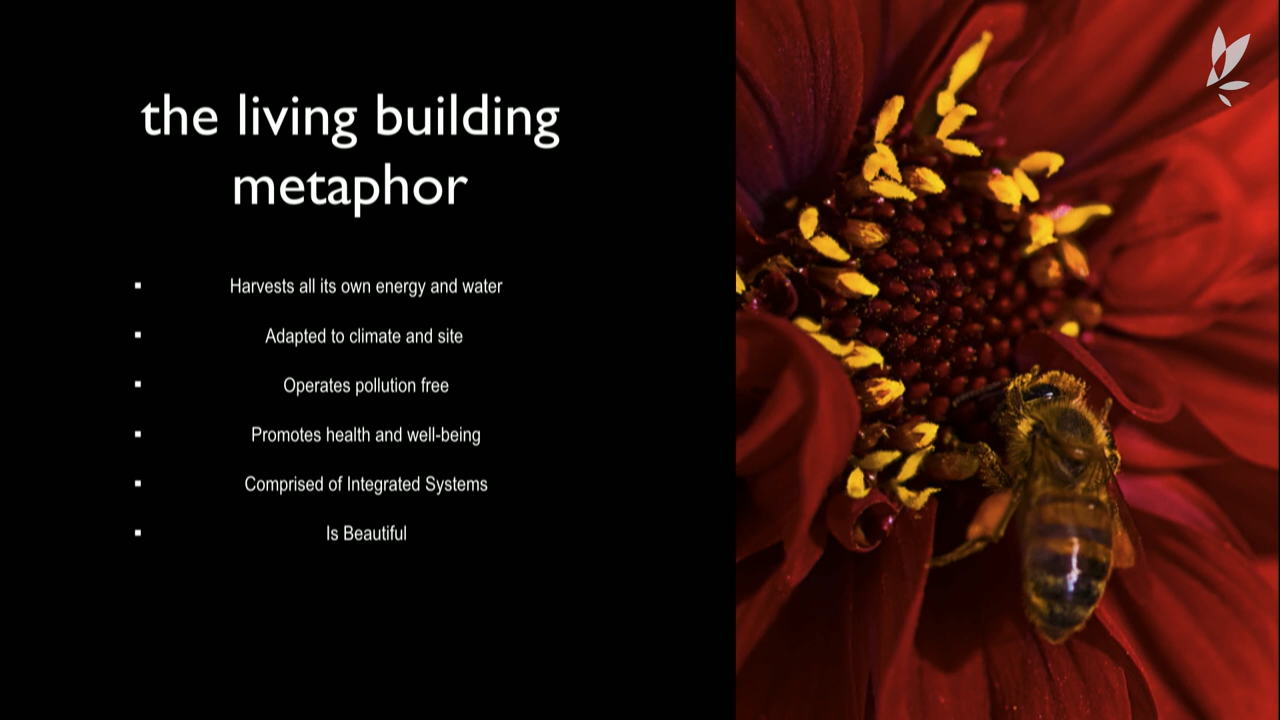 the living building
metaphor
▪ Harvests all its own energy and water
▪ Adapted to climate and site
▪ Operates pollution free
▪ Promotes health and well-being
▪ Comprised of Integrated Systems
▪ Is Beautiful